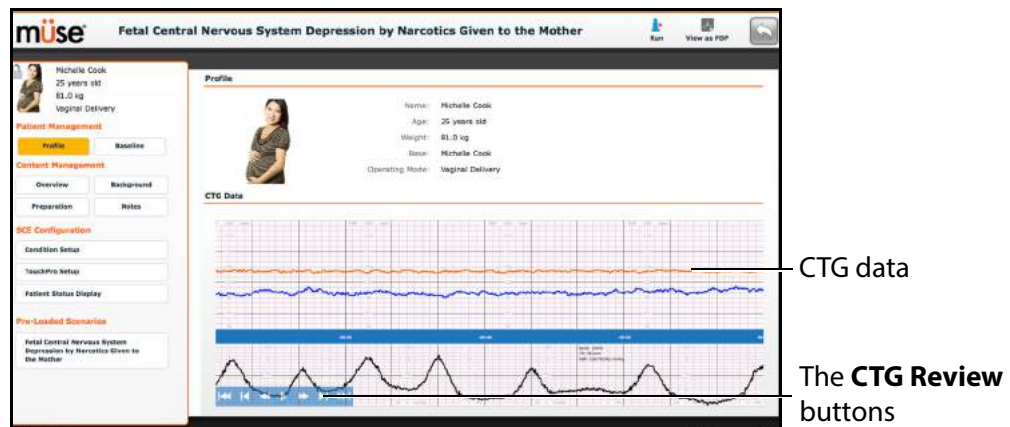 müse
Fetal Central Nervous System Depression by Narcotics Given to the Mother
Run
View as PDF
Michelle Cook
25 years old
81.0 kg
Vaginal Delivery
Patient Management
Profile
Baseline
Content Management
Overview
Background
Preparation
Notes
SCE Configuration
Condition Setup
TouchPro Setup
Patient Status Display
Pre-Loaded Scenarios
Fetal Central Nervous System
Depression by Narcotics Given to
the Mother
Profile
Name: Michelle Cook
Age: 25 years old
Weight: 81.0 kg
Base: Michelle Cook
Operating Mode: Vaginal Delivery
CTG Data
CTG data
The CTG Review
buttons